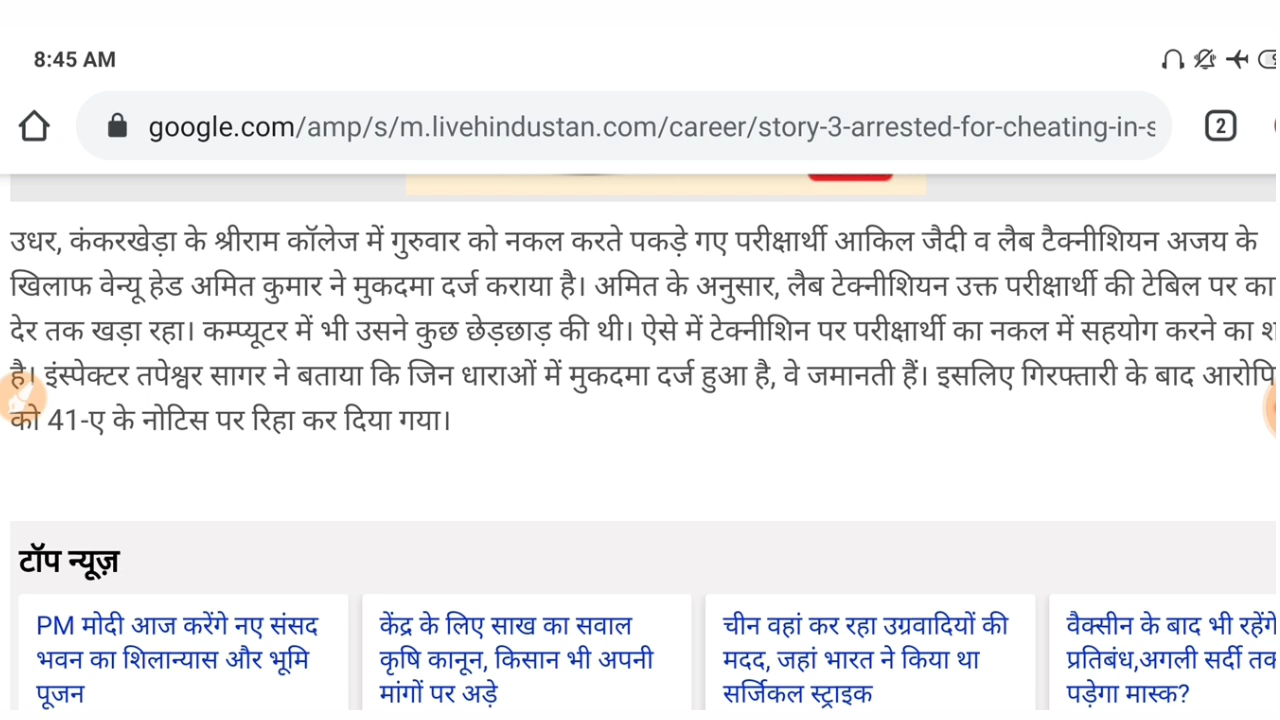 8:45 AM
google.com/amp/s/m.livehindustan.com/career/story-3-arrested-for-cheating-in-s
2
उधर, कंकरखेड़ा के श्रीराम कॉलेज में गुरुवार को नकल करते पकड़े गए परीक्षार्थी आकिल जैदी व लैब टैक्नीशियन अजय के
खिलाफ वेन्यू हेड अमित कुमार ने मुकदमा दर्ज कराया है। अमित के अनुसार, लैब टेक्नीशियन उक्त परीक्षार्थी की टेबिल पर का
देर तक खड़ा रहा। कम्प्यूटर में भी उसने कुछ छेड़छाड़ की थी। ऐसे में टेक्नीशिन पर परीक्षार्थी का नकल में सहयोग करने का
है। इंस्पेक्टर तपेश्वर सागर ने बताया कि जिन धाराओं में मुकदमा दर्ज हुआ है, वे जमानती हैं। इसलिए गिरफ्तारी के बाद आरोपि
को 41-ए के नोटिस पर रिहा कर दिया गया।
टॉप न्यूज़
PM मोदी आज करेंगे नए संसद
भवन का शिलान्यास और भूमि
पूजन
केंद्र के लिए साख का सवाल
कृषि कानून, किसान भी अपनी
मांगों पर अड़े
चीन वहां कर रहा उग्रवादियों की
मदद, जहां भारत ने किया था
सर्जिकल स्ट्राइक
वैक्सीन के बाद भी रहेंगे
प्रतिबंध,अगली सर्दी तक
पड़ेगा मास्क?